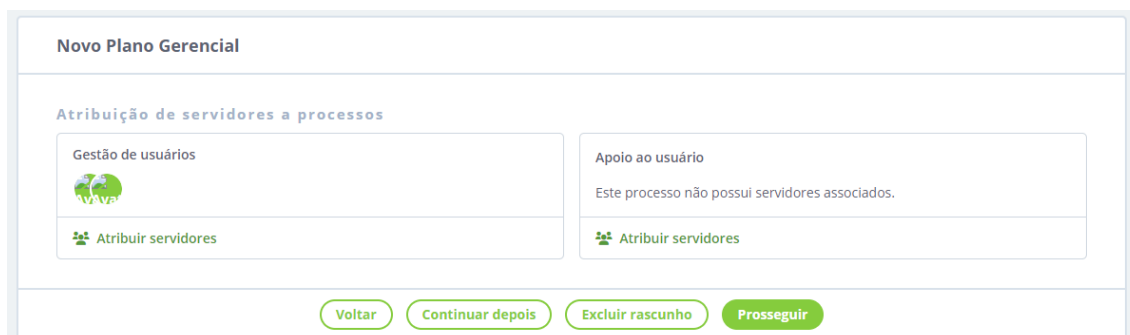 Novo Plano Gerencial
Atribuição de servidores a processos
Gestão de usuários
Atribuir servidores
Apoio ao usuário
Este processo não possui servidores associados.
Atribuir servidores
Voltar
Continuar depois
Excluir rascunho
Prosseguir